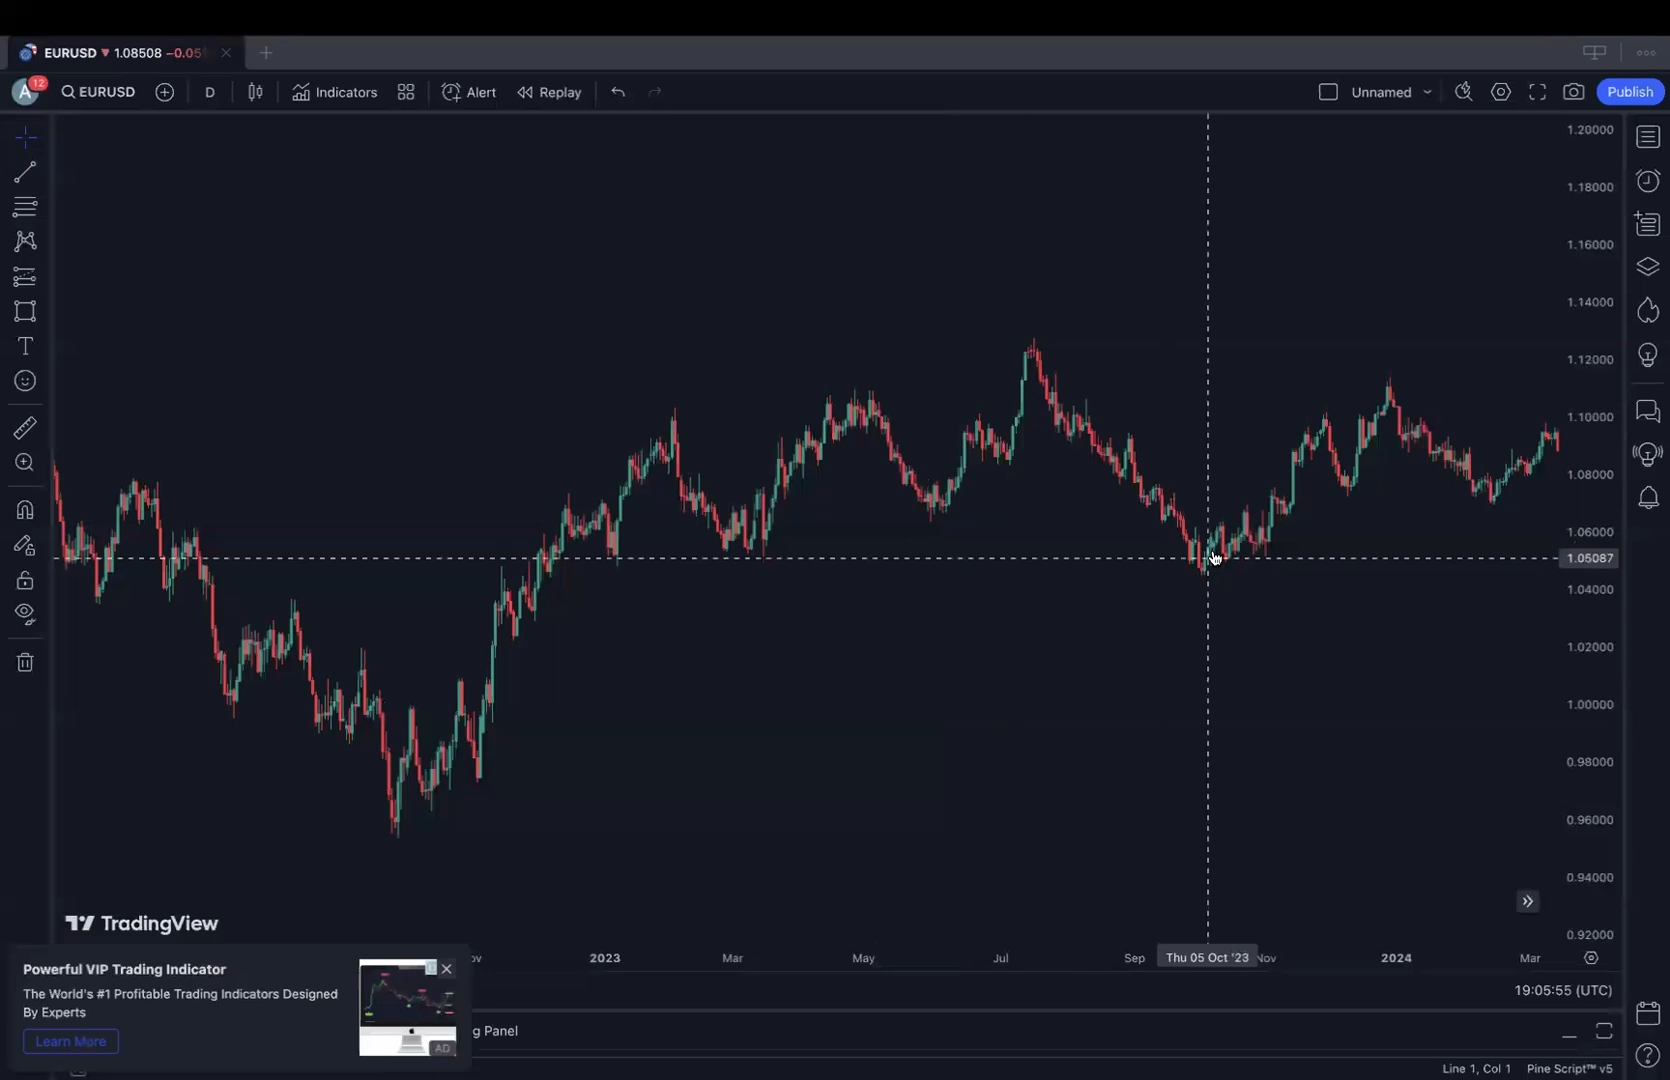 EURUSD 1.08508 −0.05
12
A EURUSD D Indicators Alert Replay Unnamed Publish
1.20000
1.18000
1.16000
1.14000
1.12000
1.10000
1.08000
1.06000
1.05087
1.04000
1.02000
1.00000
0.98000
0.96000
0.94000
0.92000
TradingView
ov 2023 Mar May Jul Sep Thu 05 Oct '23 Nov 2024 Mar
Powerful VIP Trading Indicator
The World's #1 Profitable Trading Indicators Designed
By Experts
Learn More
AD
19:05:55 (UTC)
g Panel
Line 1, Col 1 Pine Script™ v5